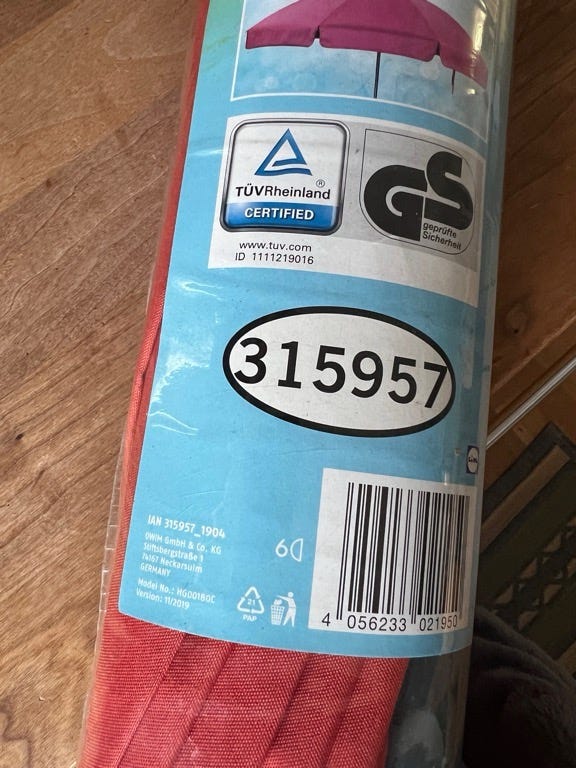 TÜVRheinland®
CERTIFIED
GS
geprüfte
Sicherheit
www.tuv.com
ID 1111219016
315957
IAN 315957_1904
OWIM GmbH & Co. KG
Stiftsbergstraße 1
74167 Neckarsulm
GERMANY
Model No.: HG00180C
Version: 11/2019
6
21
PAP
4 056233 021950